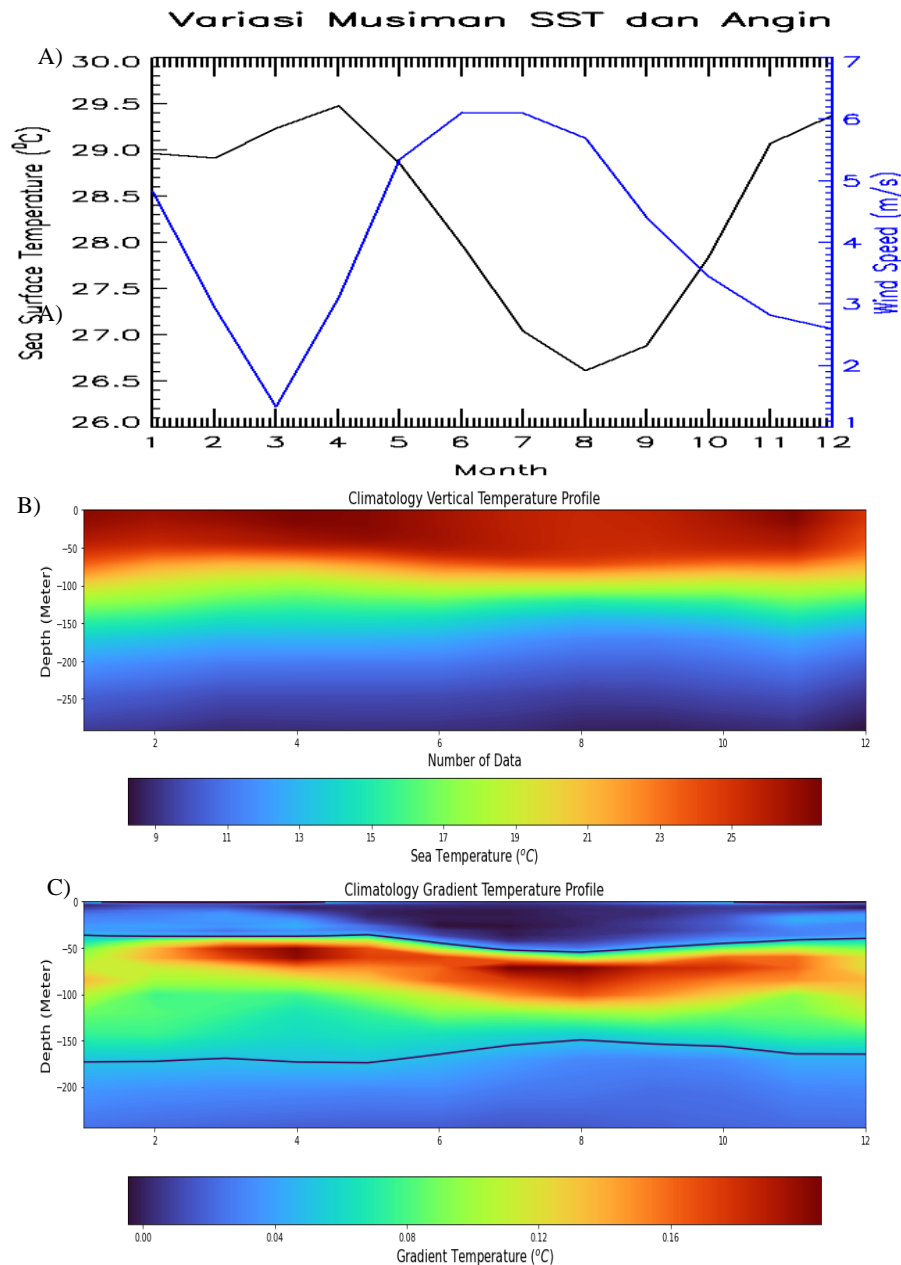 Variasi Musiman SST dan Angin
A)
30.0
29.5
29.0
28.5
28.0
27.5
27.0
26.5
26.0
Sea Surface Temperature (⁰C)
A)
7
6
5
4
3
2
1
Wind Speed (m/s)
1 2 3 4 5 6 7 8 9 10 11 12
Month
B)
Climatology Vertical Temperature Profile
0
−50
−100
−150
−200
−250
Depth (Meter)
2 4 6 8 10 12
Number of Data
9 11 13 15 17 19 21 23 25
Sea Temperature (°C)
C)
Climatology Gradient Temperature Profile
0
−50
−100
−150
−200
Depth (Meter)
2 4 6 8 10 12
0.00 0.04 0.08 0.12 0.16
Gradient Temperature (°C)